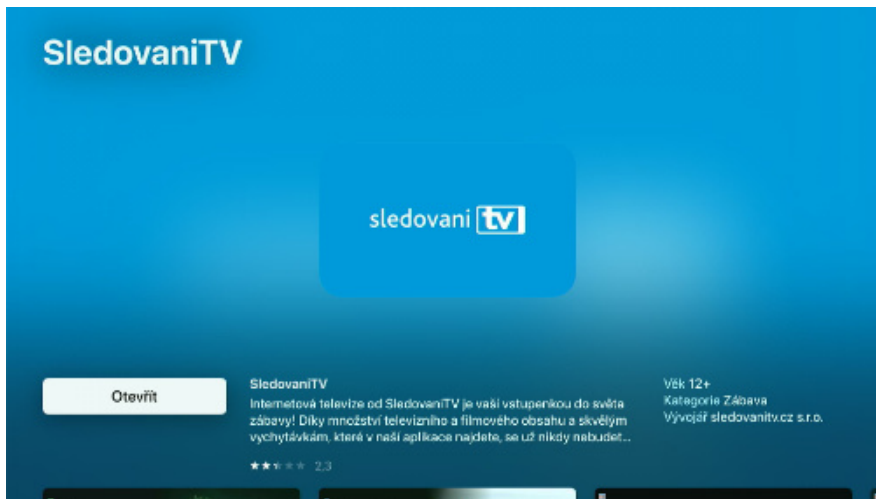 SledovaniTV
sledovani tv
Otevřít
SledovaniTV
Internetová televize od SledovaniTV je vaší vstupenkou do světa
zábavy! Díky množství televizního a filmového obsahu a skvělým
vychytávkám, které v naší aplikace najdete, se už nikdy nebudet...
2,3
Věk 12+
Kategorie Zábava
Vývojář sledovanitv.cz s.r.o.